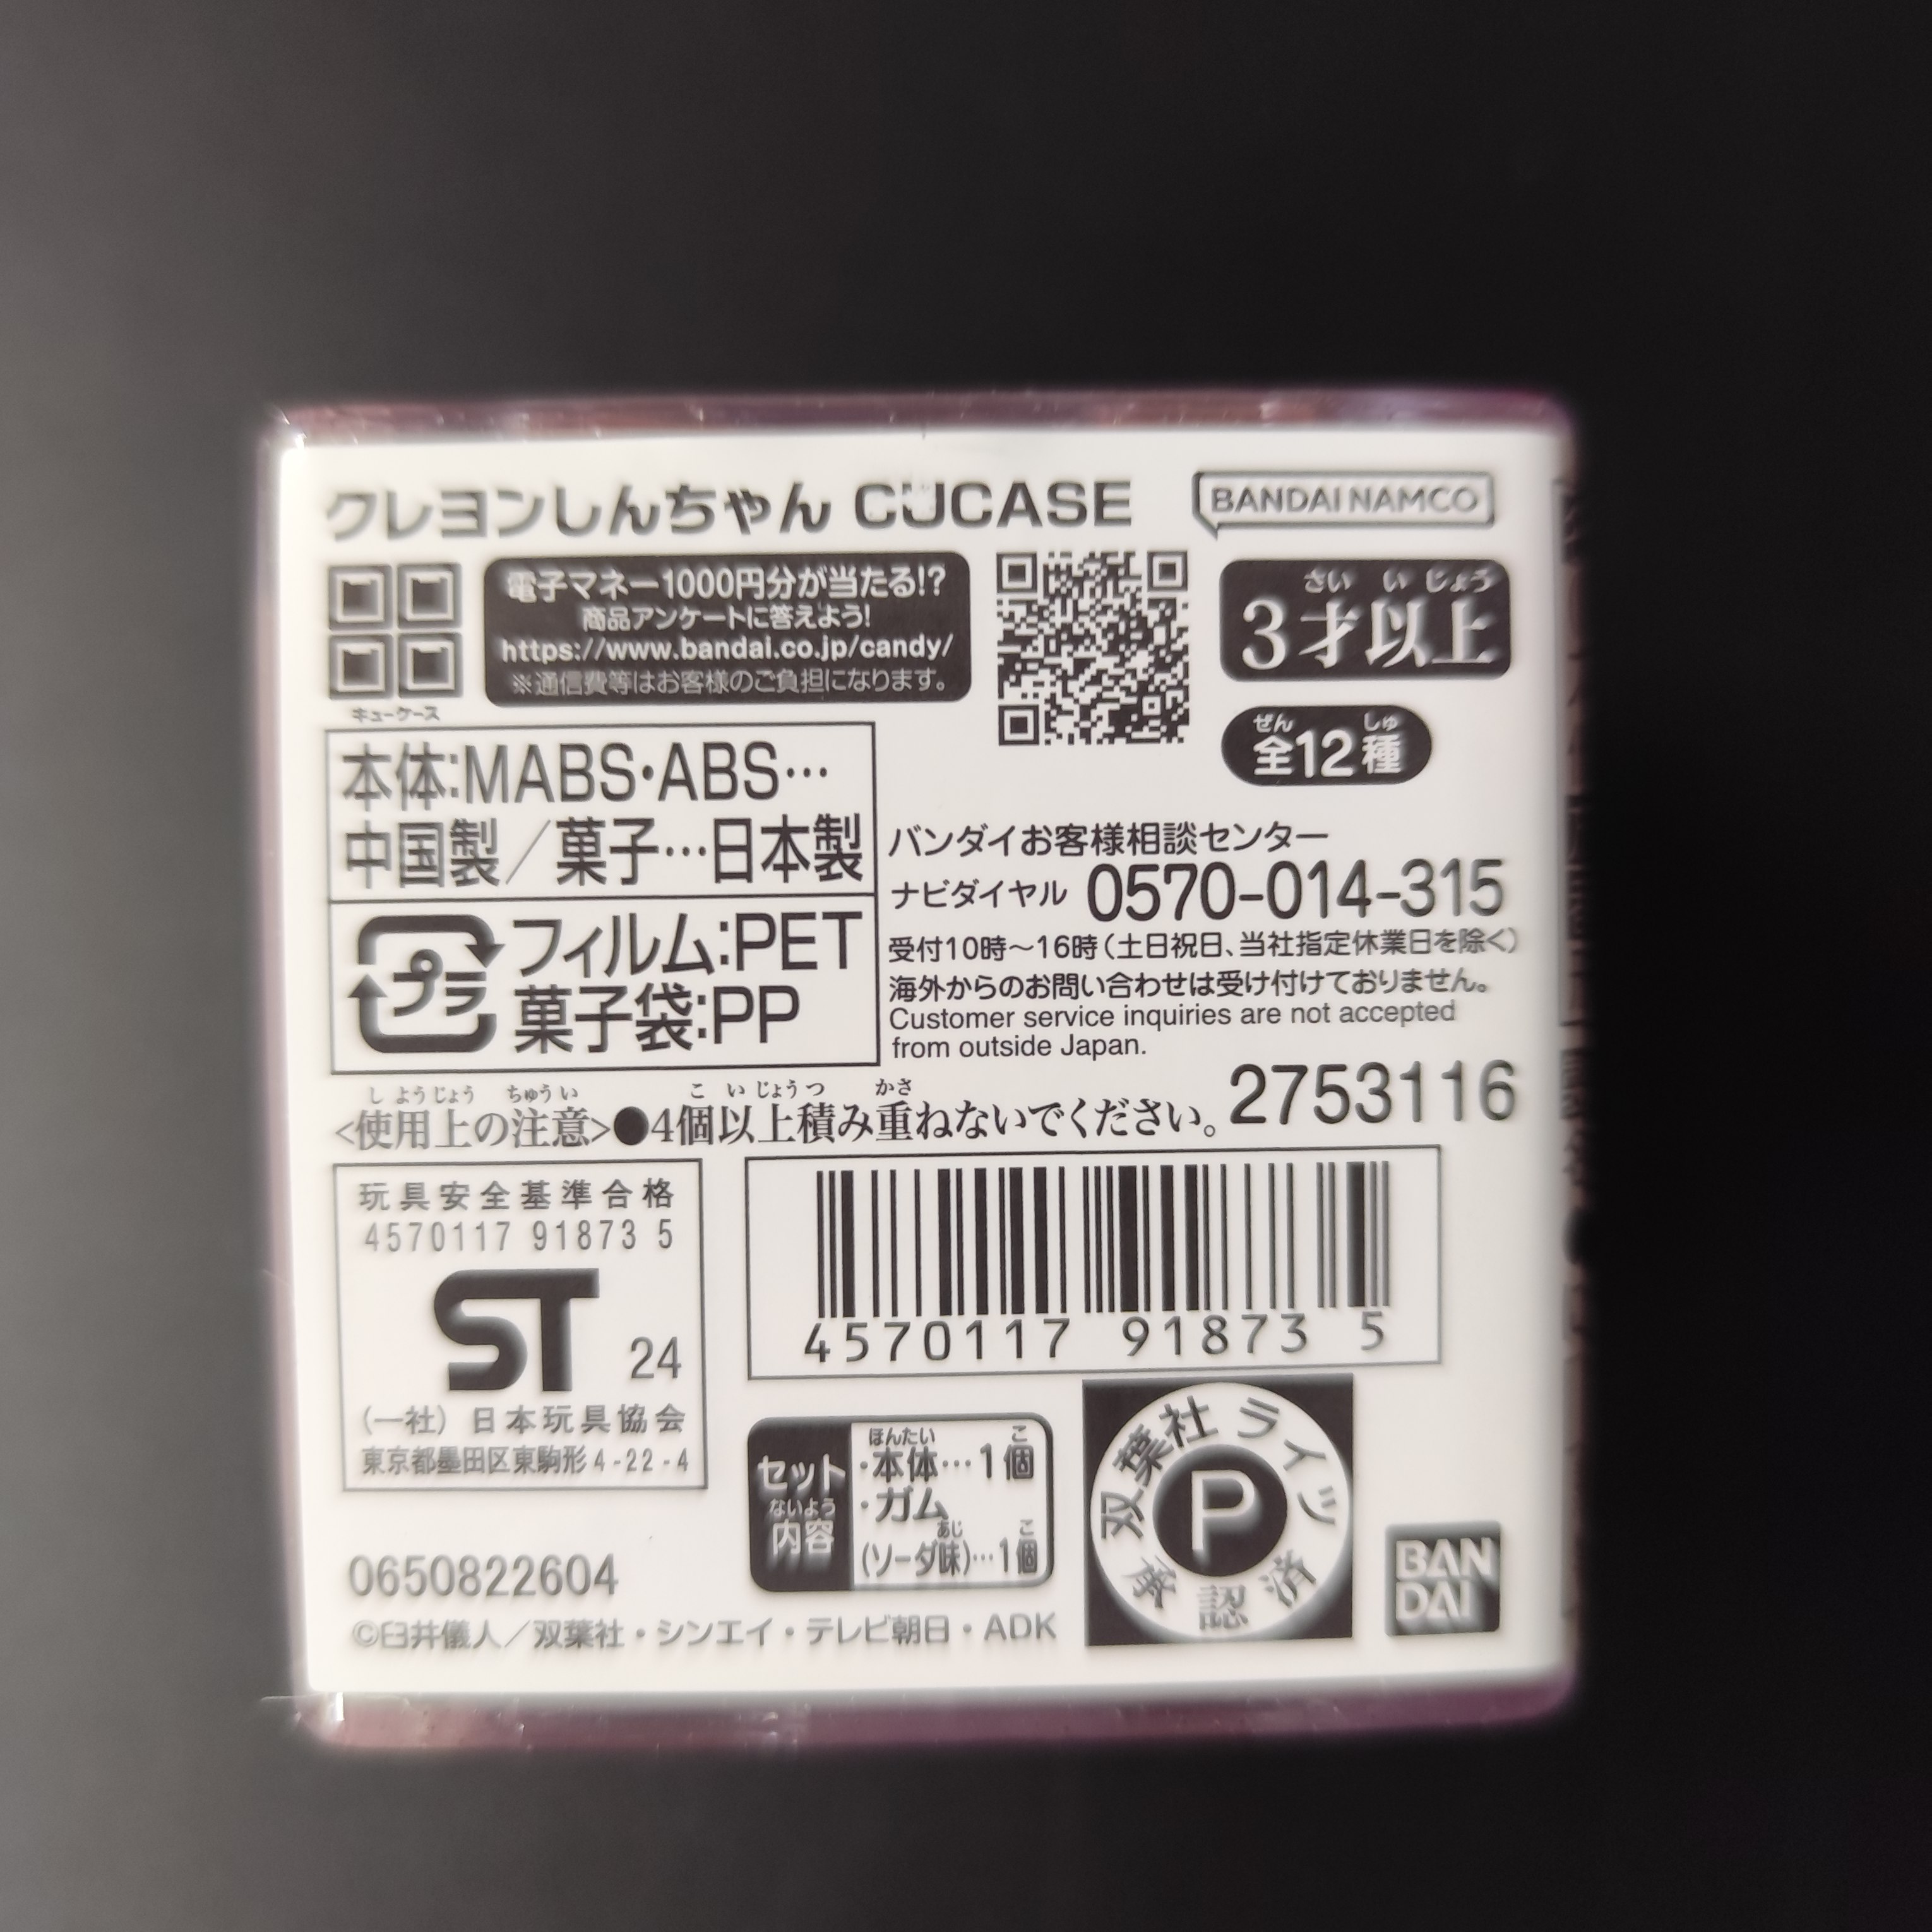 クレヨンしんちゃん CUCASE
BANDAI NAMCO
キューケース
電子マネー1000円分が当たる!?
商品アンケートに答えよう!
https://www.bandai.co.jp/candy/
※通信費等はお客様のご負担になります。
さい い じょう
3才以上
ぜん しゅ
全12種
本体:MABS・ABS…
中国製/菓子…日本製
プラ
フィルム:PET
菓子袋:PP
バンダイお客様相談センター
ナビダイヤル 0570-014-315
受付10時〜16時(土日祝日、当社指定休業日を除く)
海外からのお問い合わせは受け付けておりません。
Customer service inquiries are not accepted
from outside Japan.
2753116
し ようじょう ちゅう い こ い じょう つ かさ
<使用上の注意>●4個以上積み重ねないでください。
玩具安全基準合格
4570117 91873 5
ST 24
(一社) 日本玩具協会
東京都墨田区東駒形4-22-4
4570117 91873 5
セット
ないよう
内容
ほんたい こ
・本体…1個
・ガム
あじ こ
(ソーダ味)…1個
双葉社ライツ
P
承認済
BAN
DAI
0650822604
©臼井儀人/双葉社・シンエイ・テレビ朝日・ADK